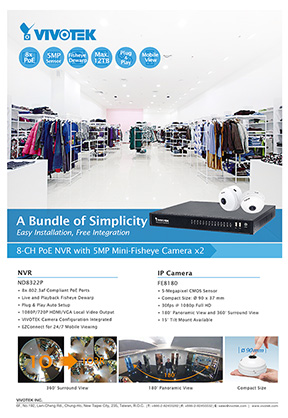 VIVOTEK
8x
PoE
5MP
Sensor
Fisheye
Dewarp
Max.
12TB
Plug
+
Play
Mobile
View
A Bundle of Simplicity
Easy Installation, Free Integration
8-CH PoE NVR with 5MP Mini-Fisheye Camera x2
NVR
ND8322P
• 8x 802.3af-Compliant PoE Ports
• Live and Playback Fisheye Dewarp
• Plug & Play Auto Setup
• 1080P/720P HDMI/VGA Local Video Output
• VIVOTEK Camera Configuration Integrated
• EZConnect for 24/7 Mobile Viewing
IP Camera
FE8180
• 5-Megapixel CMOS Sensor
• Compact Size: Ø 90 x 37 mm
• 30fps @ 1080p Full HD
• 180° Panoramic View and 360° Surround View
• 15° Tilt Mount Available
Ø 90mm
360° Surround View
180° Panoramic View
Compact Size
VIVOTEK INC.